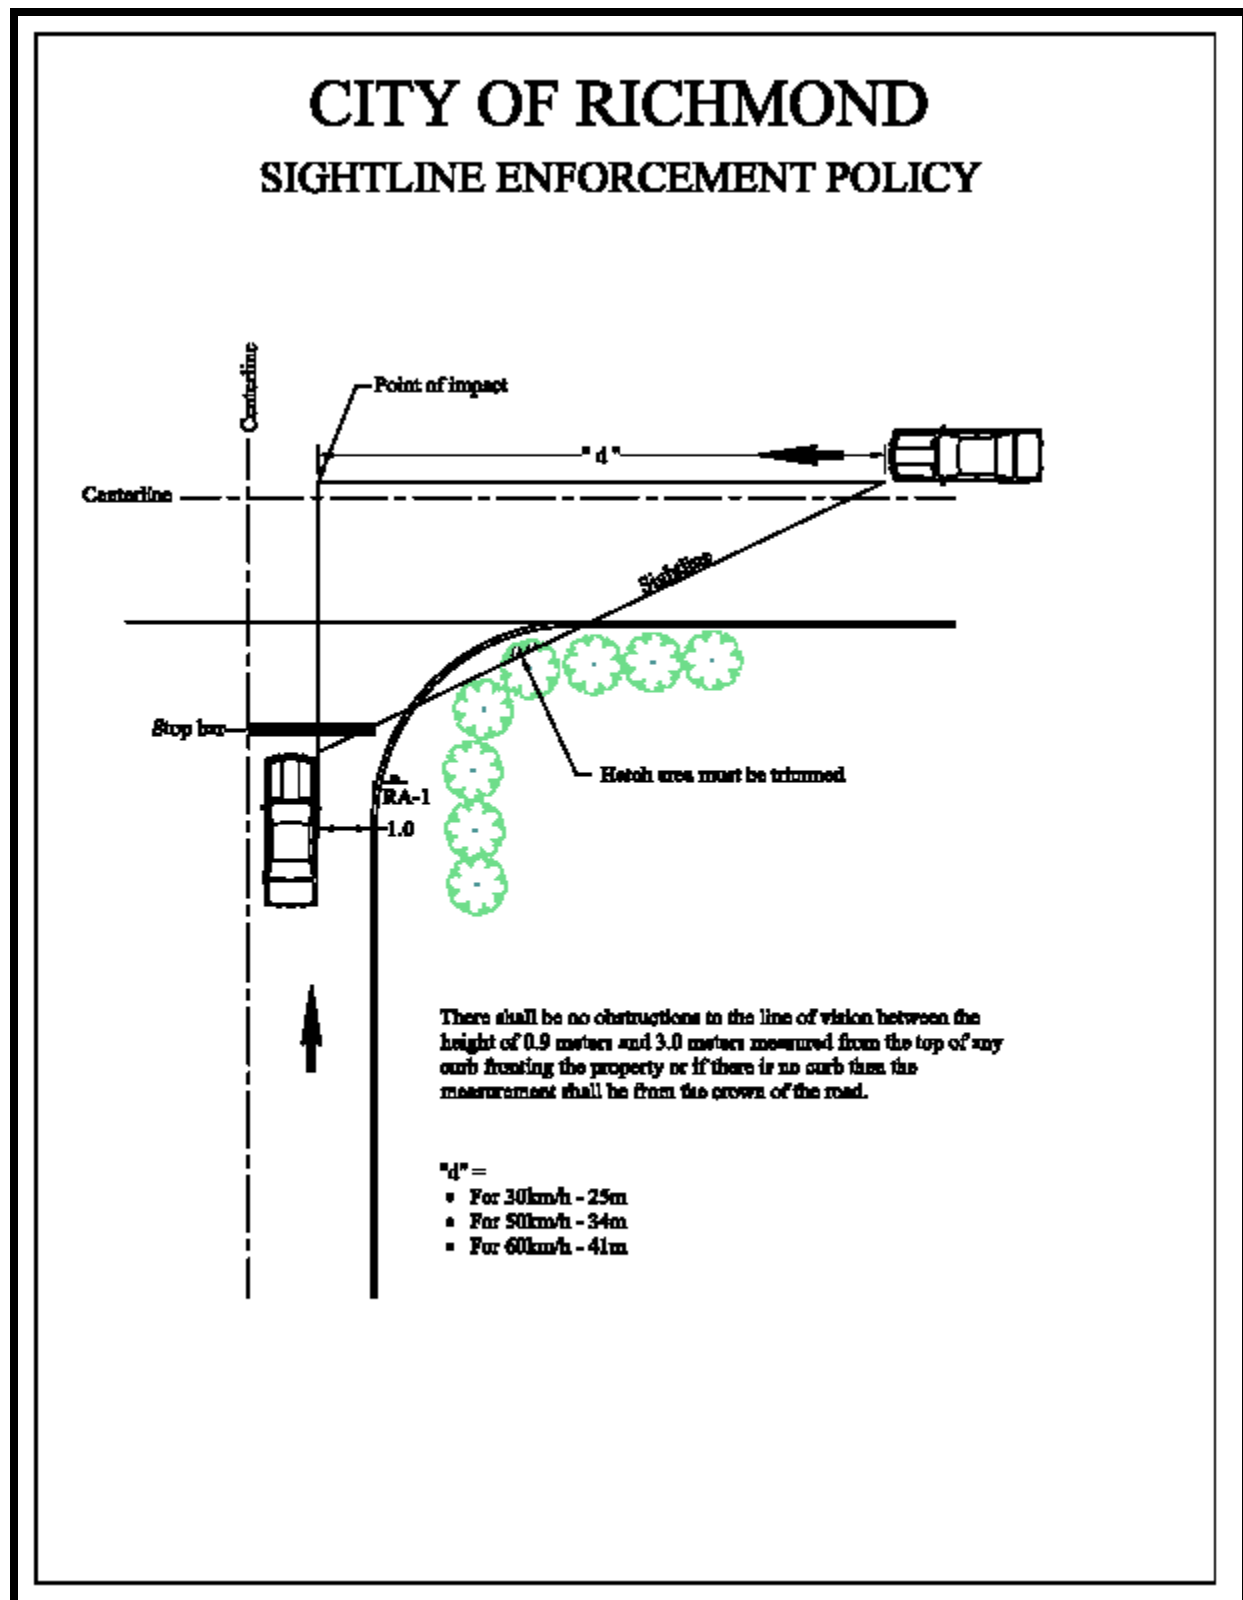 CITY OF RICHMOND
SIGHTLINE ENFORCEMENT POLICY
Centerline
Point of impact
"d"
Centerline
Sightline
Stop bar
Hatch area must be trimmed
RA-1
1.0
There shall be no obstructions to the line of vision between the
height of 0.9 meters and 3.0 meters measured from the top of any
curb fronting the property or if there is no curb then the
measurement shall be from the crown of the road.
"d" =
• For 30km/h - 25m
• For 50km/h - 34m
• For 60km/h - 41m